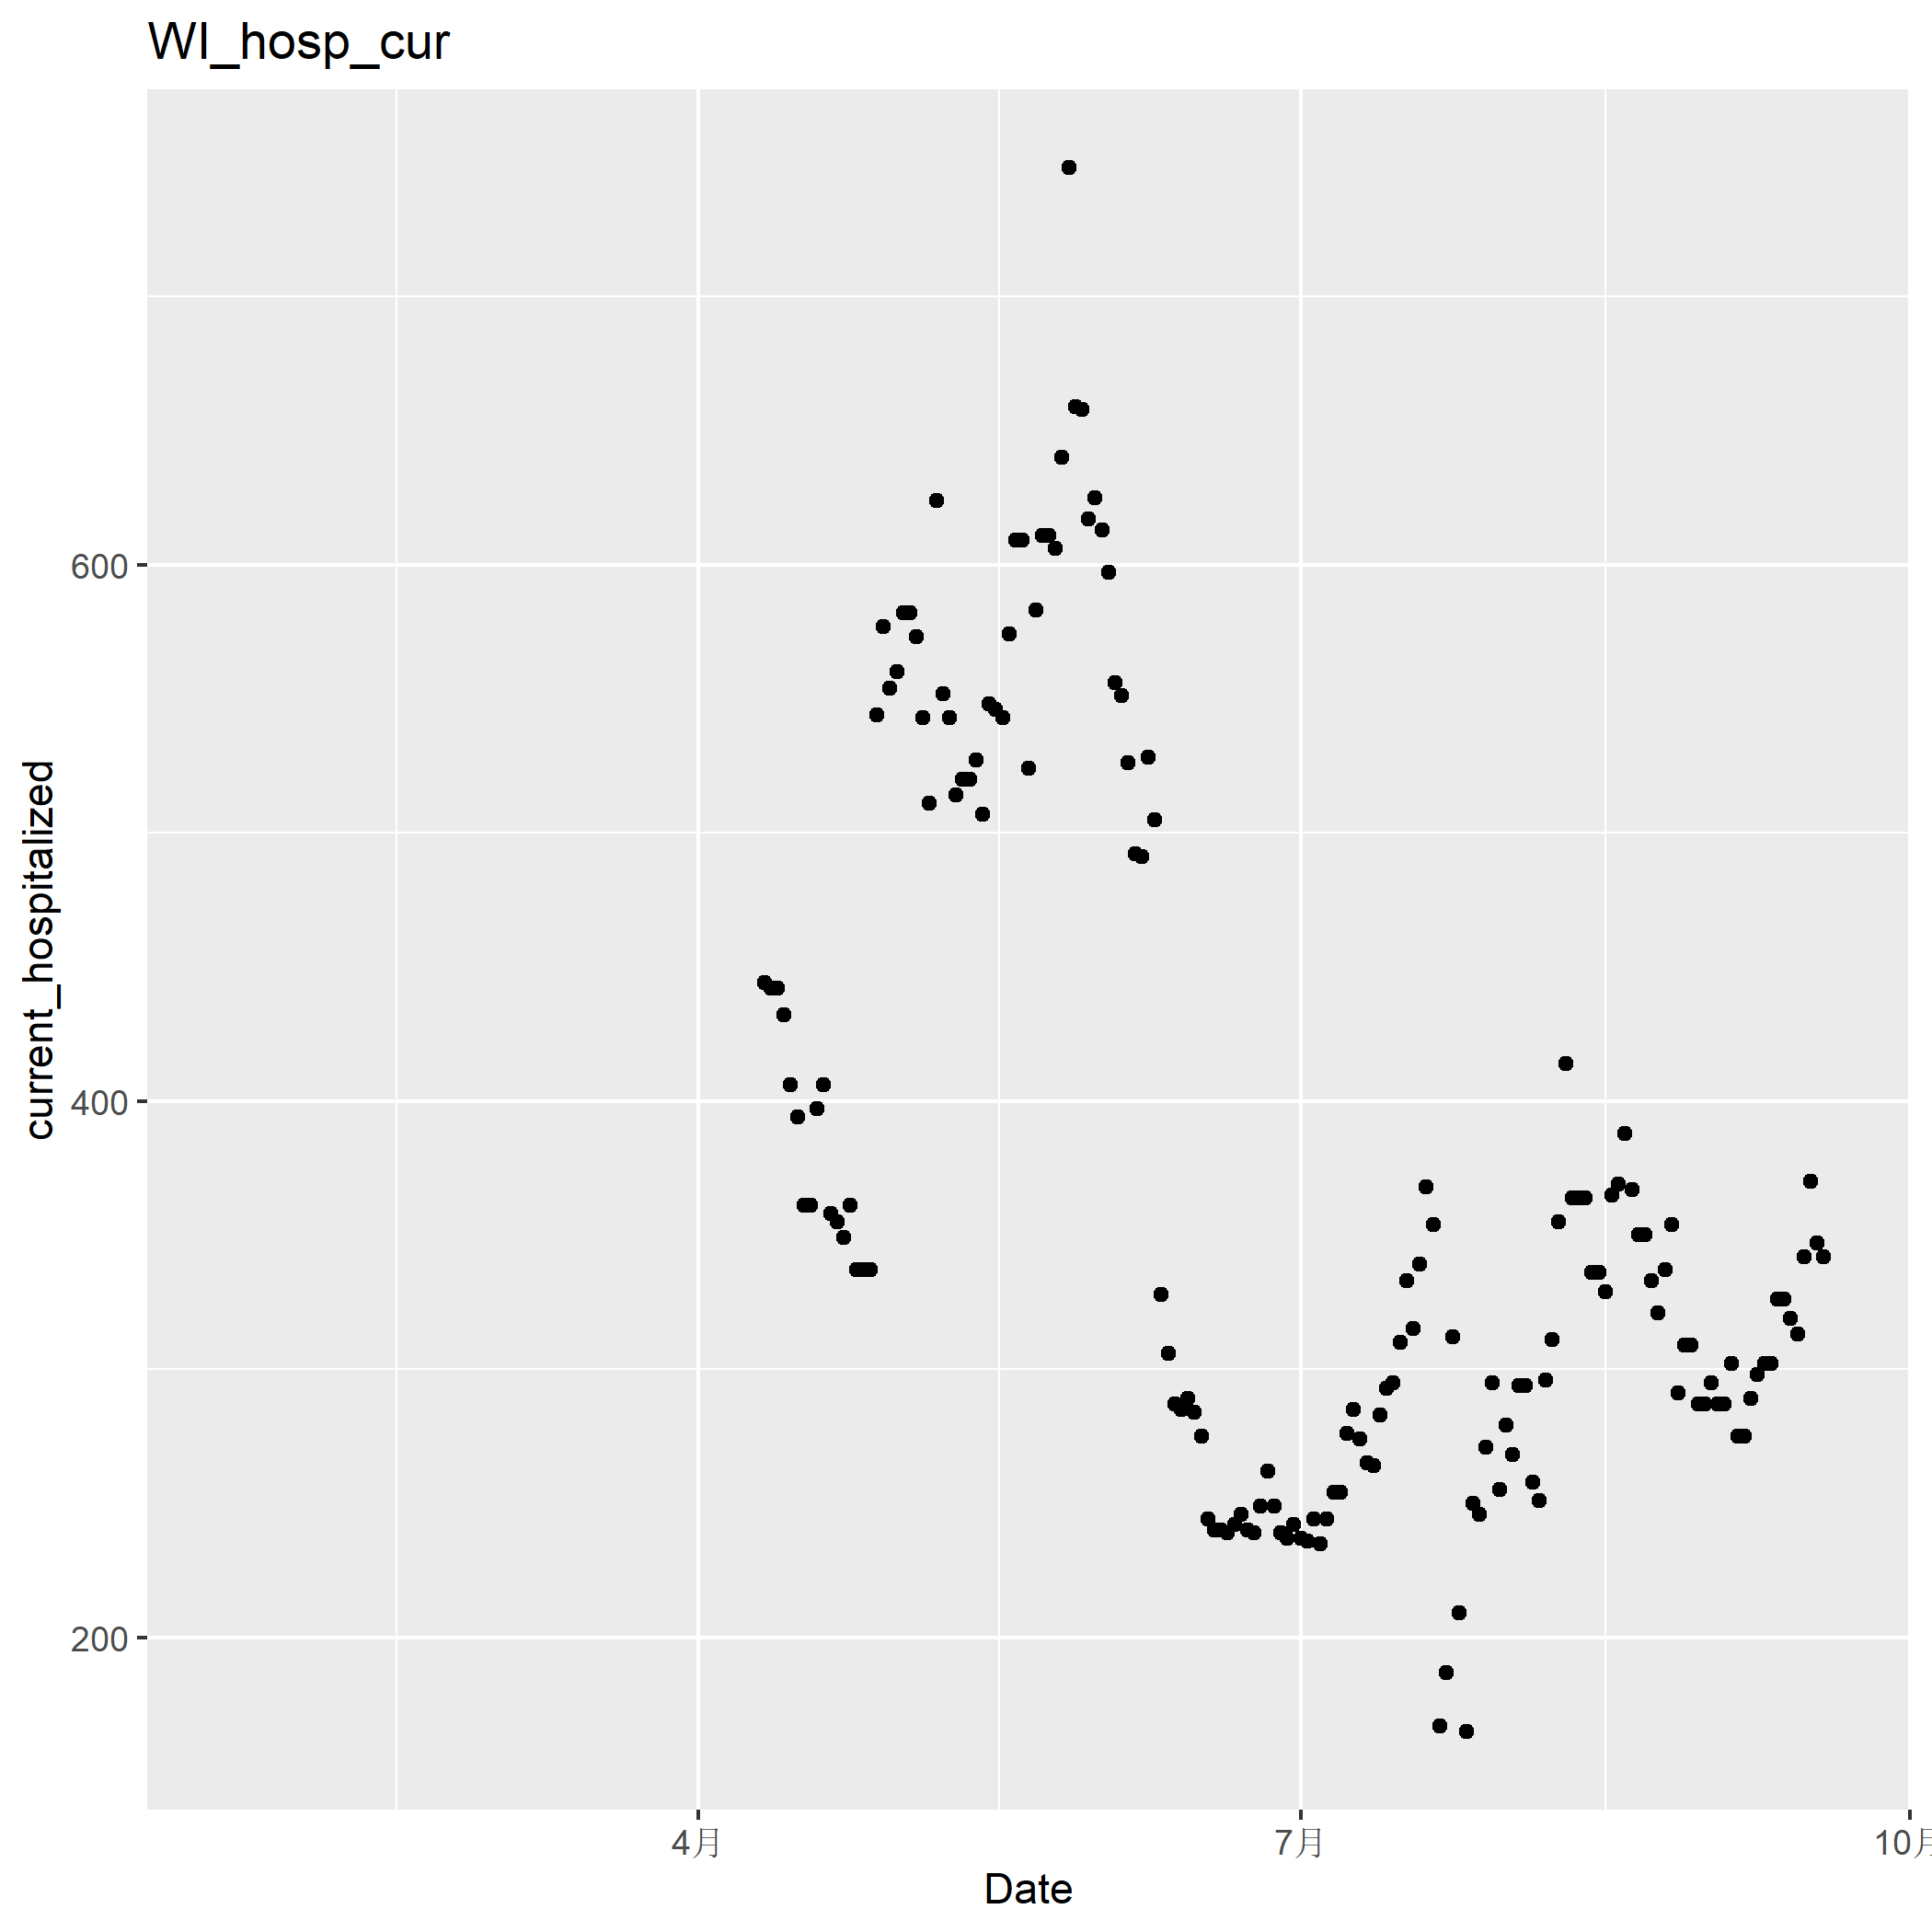 WI_hosp_cur
current_hospitalized
600
400
200
4月
7月
10月
Date